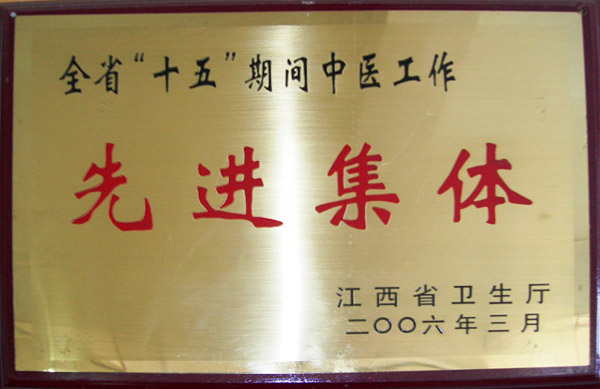 全省“十五”期间中医工作
先进集体
江西省卫生厅
二〇〇六年三月